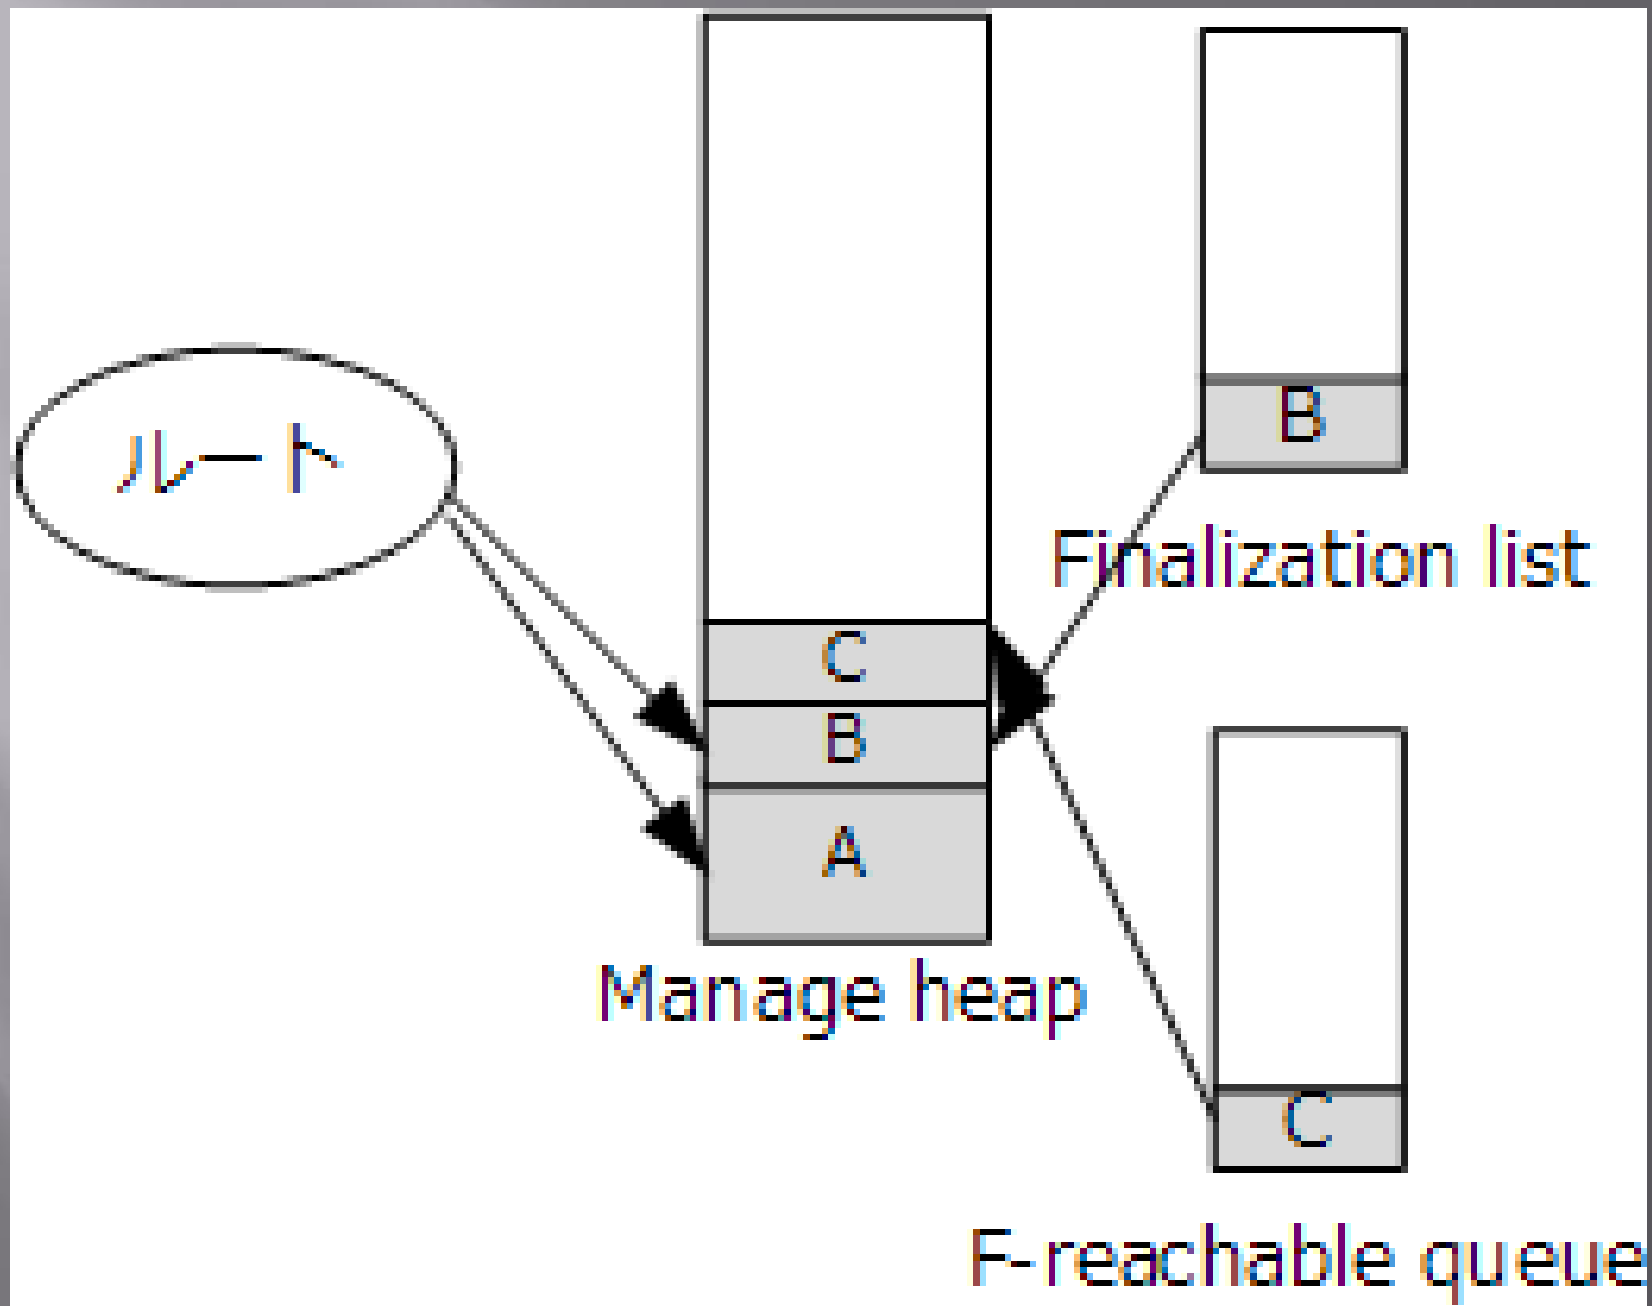 ルート
C
B
A
Manage heap
B
Finalization list
C
F-reachable queue